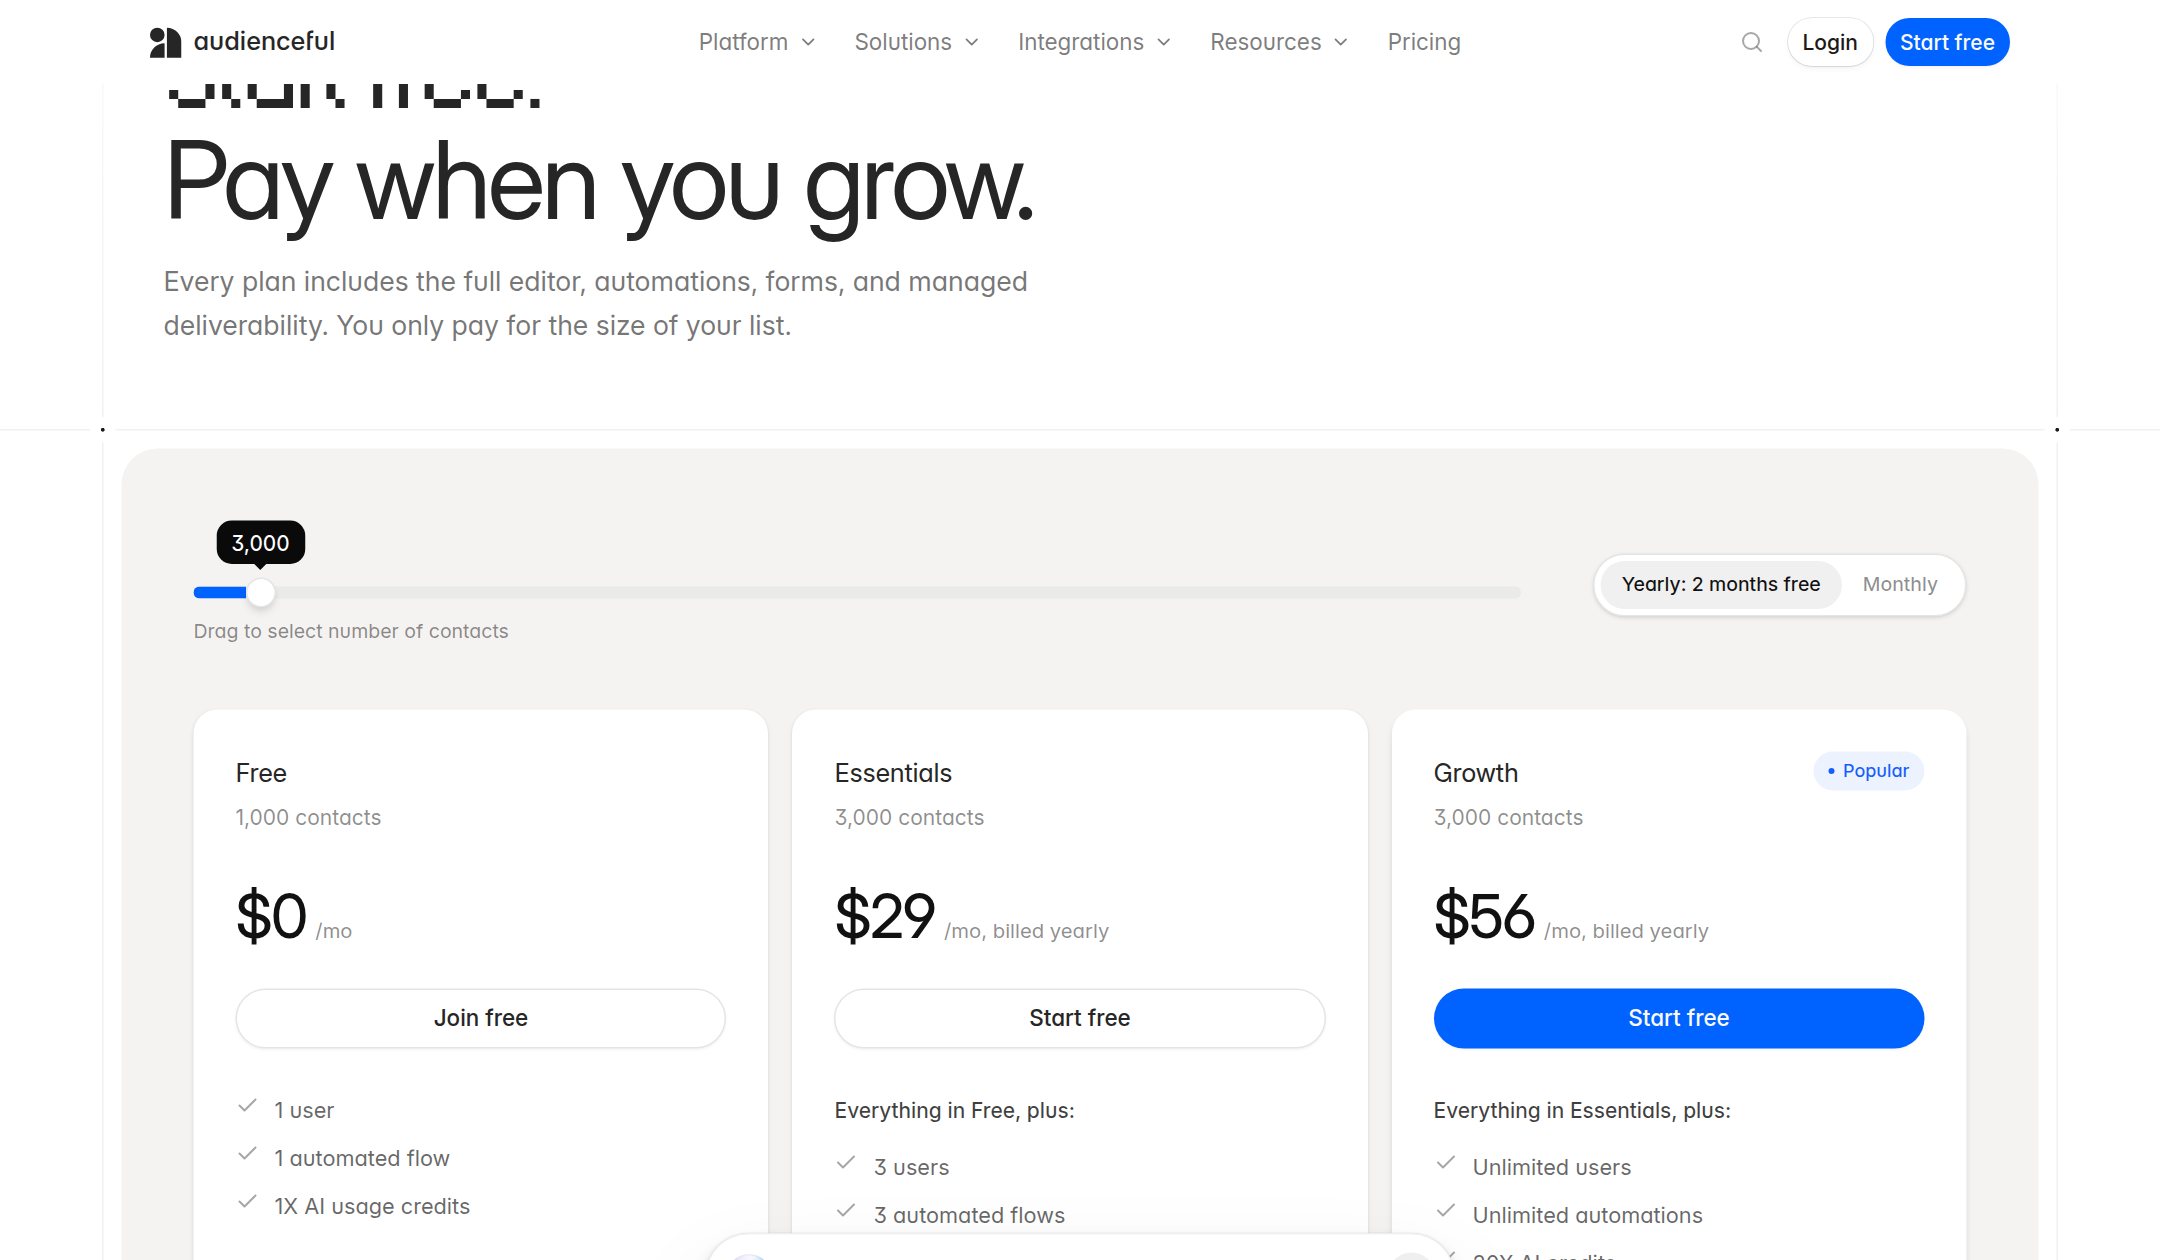 audienceful
Platform
Solutions
Integrations
Resources
Pricing
Login
Start free
Pay when you grow.
Every plan includes the full editor, automations, forms, and managed
deliverability. You only pay for the size of your list.
3,000
Drag to select number of contacts
Yearly: 2 months free
Monthly
Free
1,000 contacts
$0 /mo
Join free
1 user
1 automated flow
1X AI usage credits
Essentials
3,000 contacts
$29 /mo, billed yearly
Start free
Everything in Free, plus:
3 users
3 automated flows
Growth
Popular
3,000 contacts
$56 /mo, billed yearly
Start free
Everything in Essentials, plus:
Unlimited users
Unlimited automations